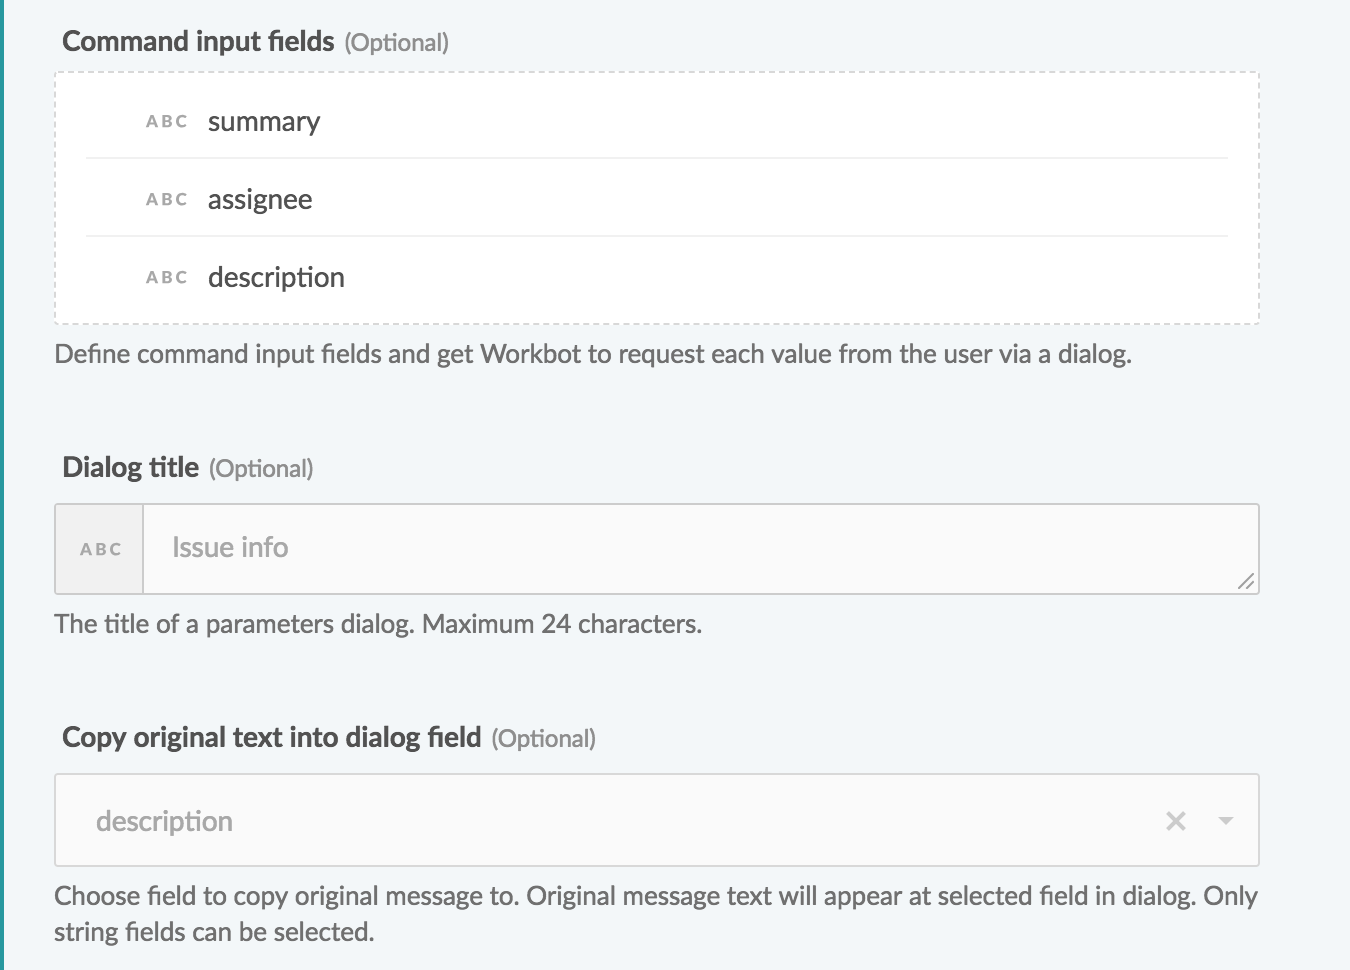 Command input fields (Optional)
ABC summary
ABC assignee
ABC description
Define command input fields and get Workbot to request each value from the user via a dialog.
Dialog title (Optional)
ABC Issue info
The title of a parameters dialog. Maximum 24 characters.
Copy original text into dialog field (Optional)
description
Choose field to copy original message to. Original message text will appear at selected field in dialog. Only
string fields can be selected.